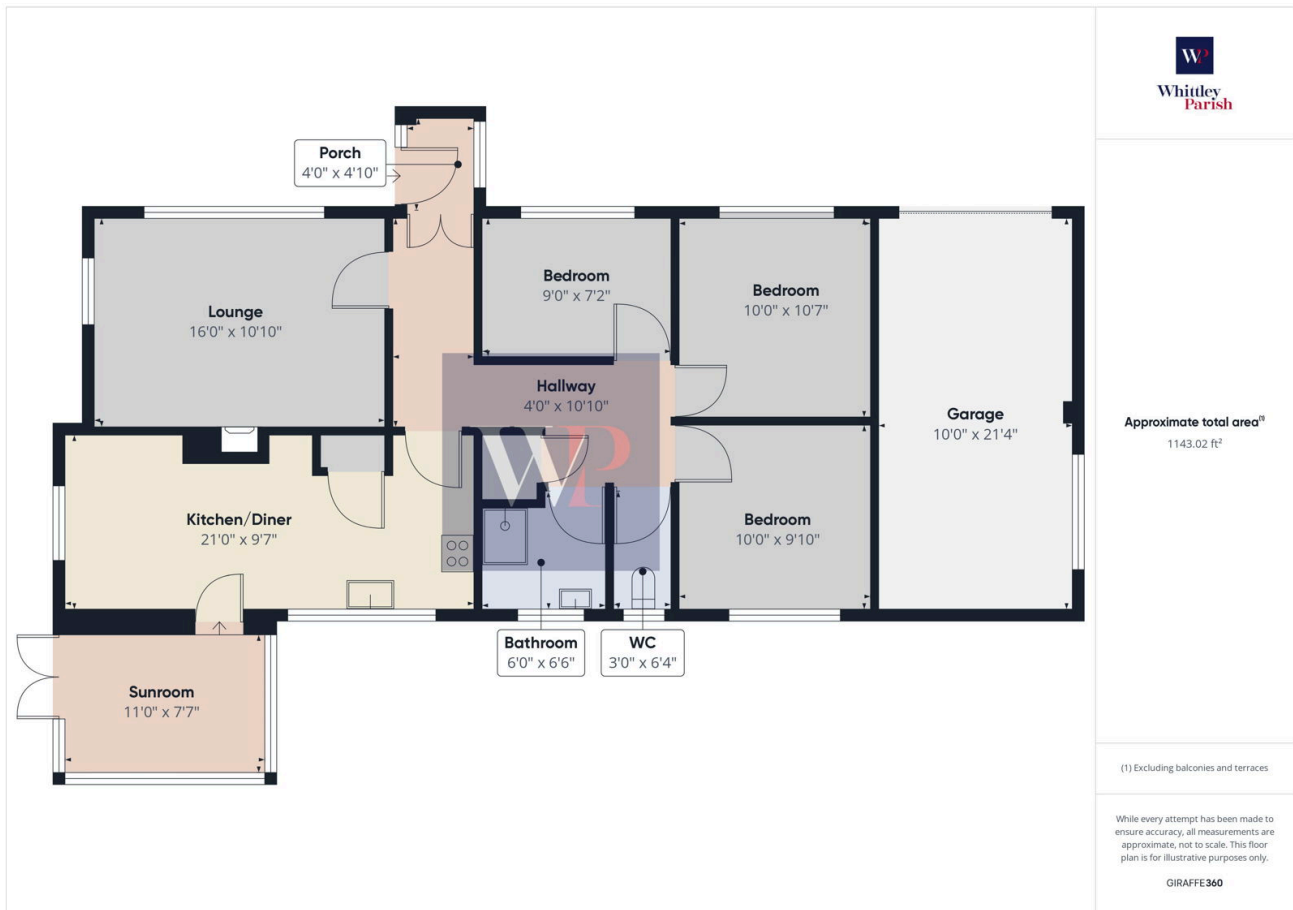 WP
Whittley
Parish
Porch
4'0" x 4'10"
Lounge
16'0" x 10'10"
Bedroom
9'0" x 7'2"
Bedroom
10'0" x 10'7"
Hallway
4'0" x 10'10"
Garage
10'0" x 21'4"
WP
Kitchen/Diner
21'0" x 9'7"
Bedroom
10'0" x 9'10"
Bathroom
6'0" x 6'6"
WC
3'0" x 6'4"
Sunroom
11'0" x 7'7"
Approximate total area⁽¹⁾
1143.02 ft²
(1) Excluding balconies and terraces
While every attempt has been made to
ensure accuracy, all measurements are
approximate, not to scale. This floor
plan is for illustrative purposes only.
GIRAFFE360